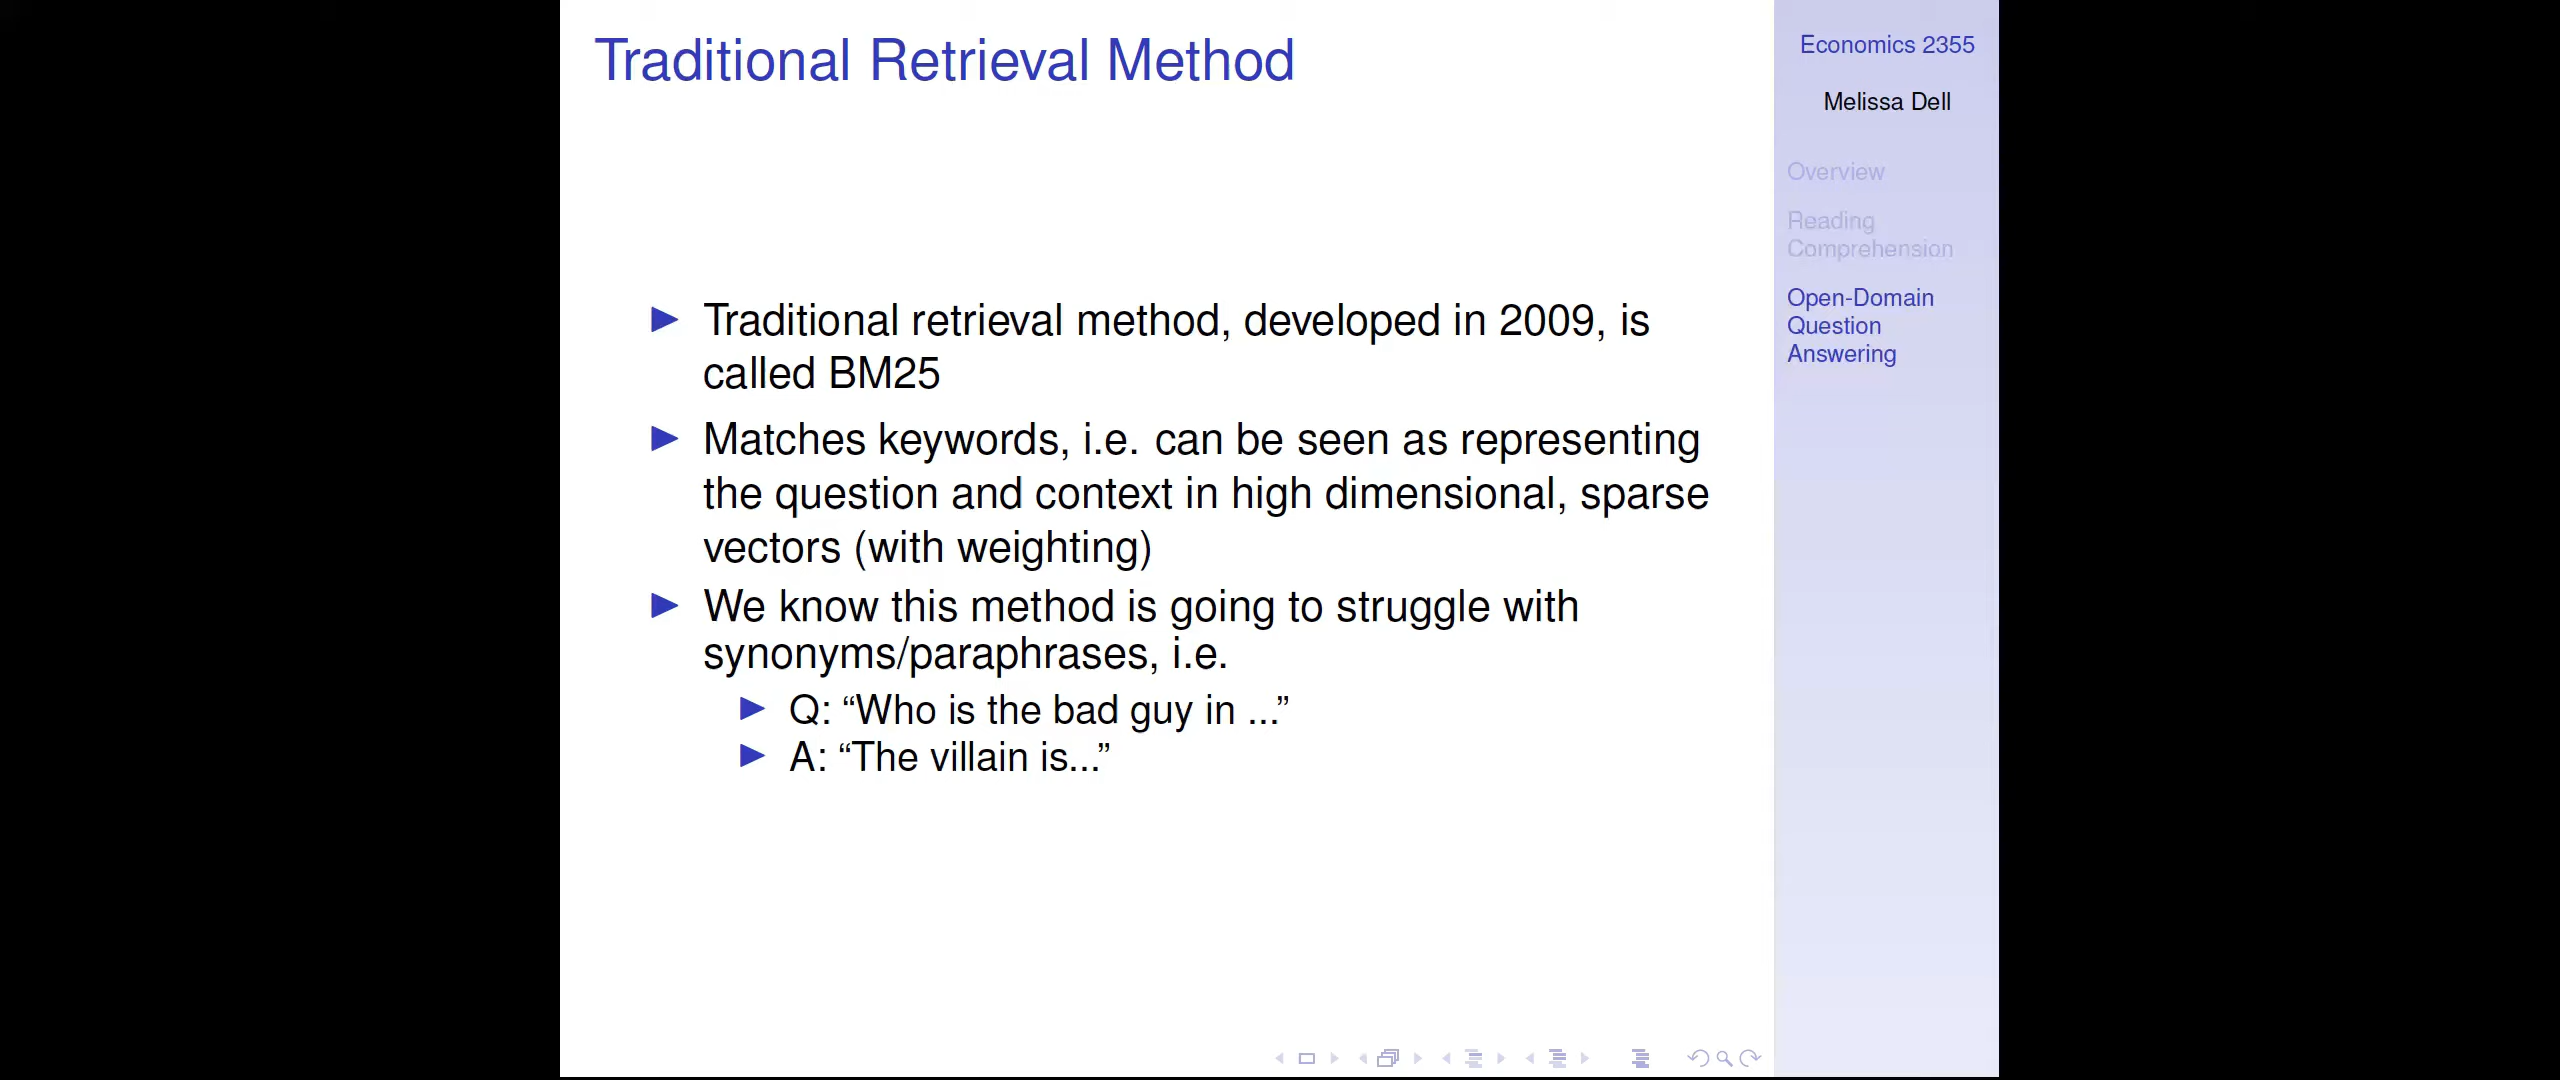 Traditional Retrieval Method
Traditional retrieval method, developed in 2009, is
called BM25
Matches keywords, i.e. can be seen as representing
the question and context in high dimensional, sparse
vectors (with weighting)
We know this method is going to struggle with
synonyms/paraphrases, i.e.
Q: “Who is the bad guy in ...”
A: “The villain is...”
Economics 2355
Melissa Dell
Overview
Reading
Comprehension
Open-Domain
Question
Answering